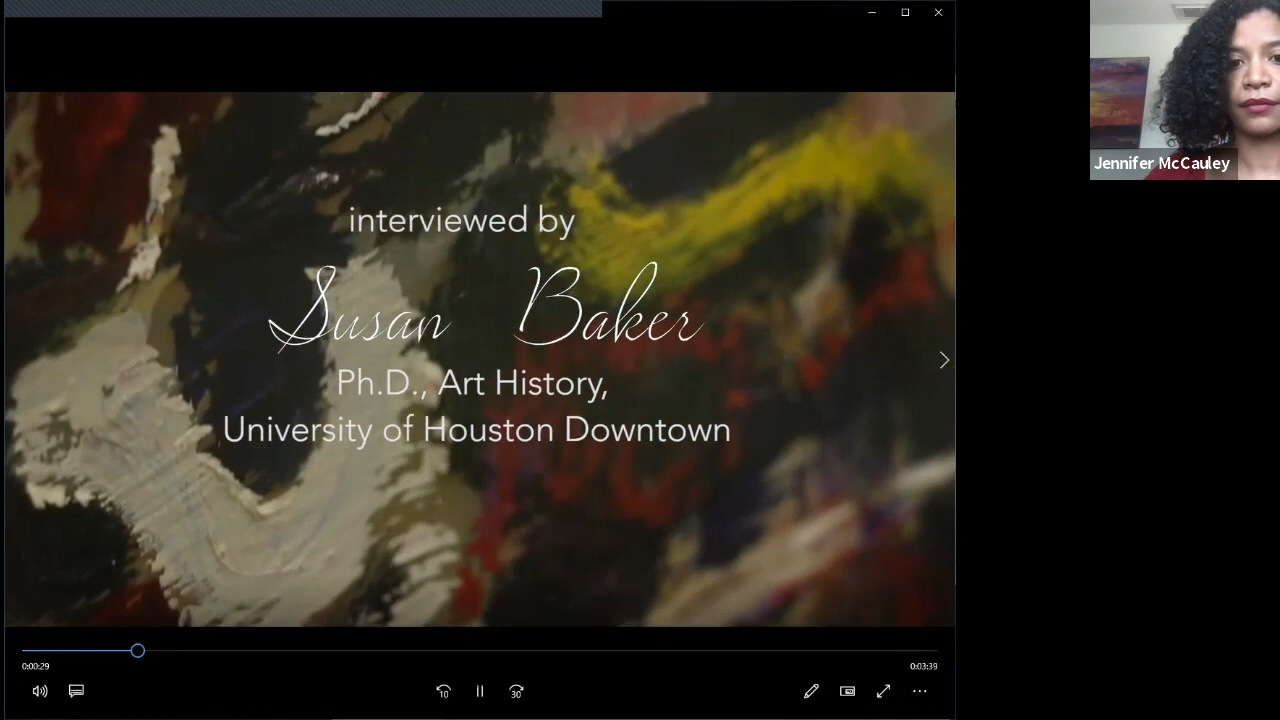 interviewed by
Susan Baker
Ph.D., Art History,
University of Houston Downtown
Jennifer McCauley
0:00:29
0:03:39
10
30